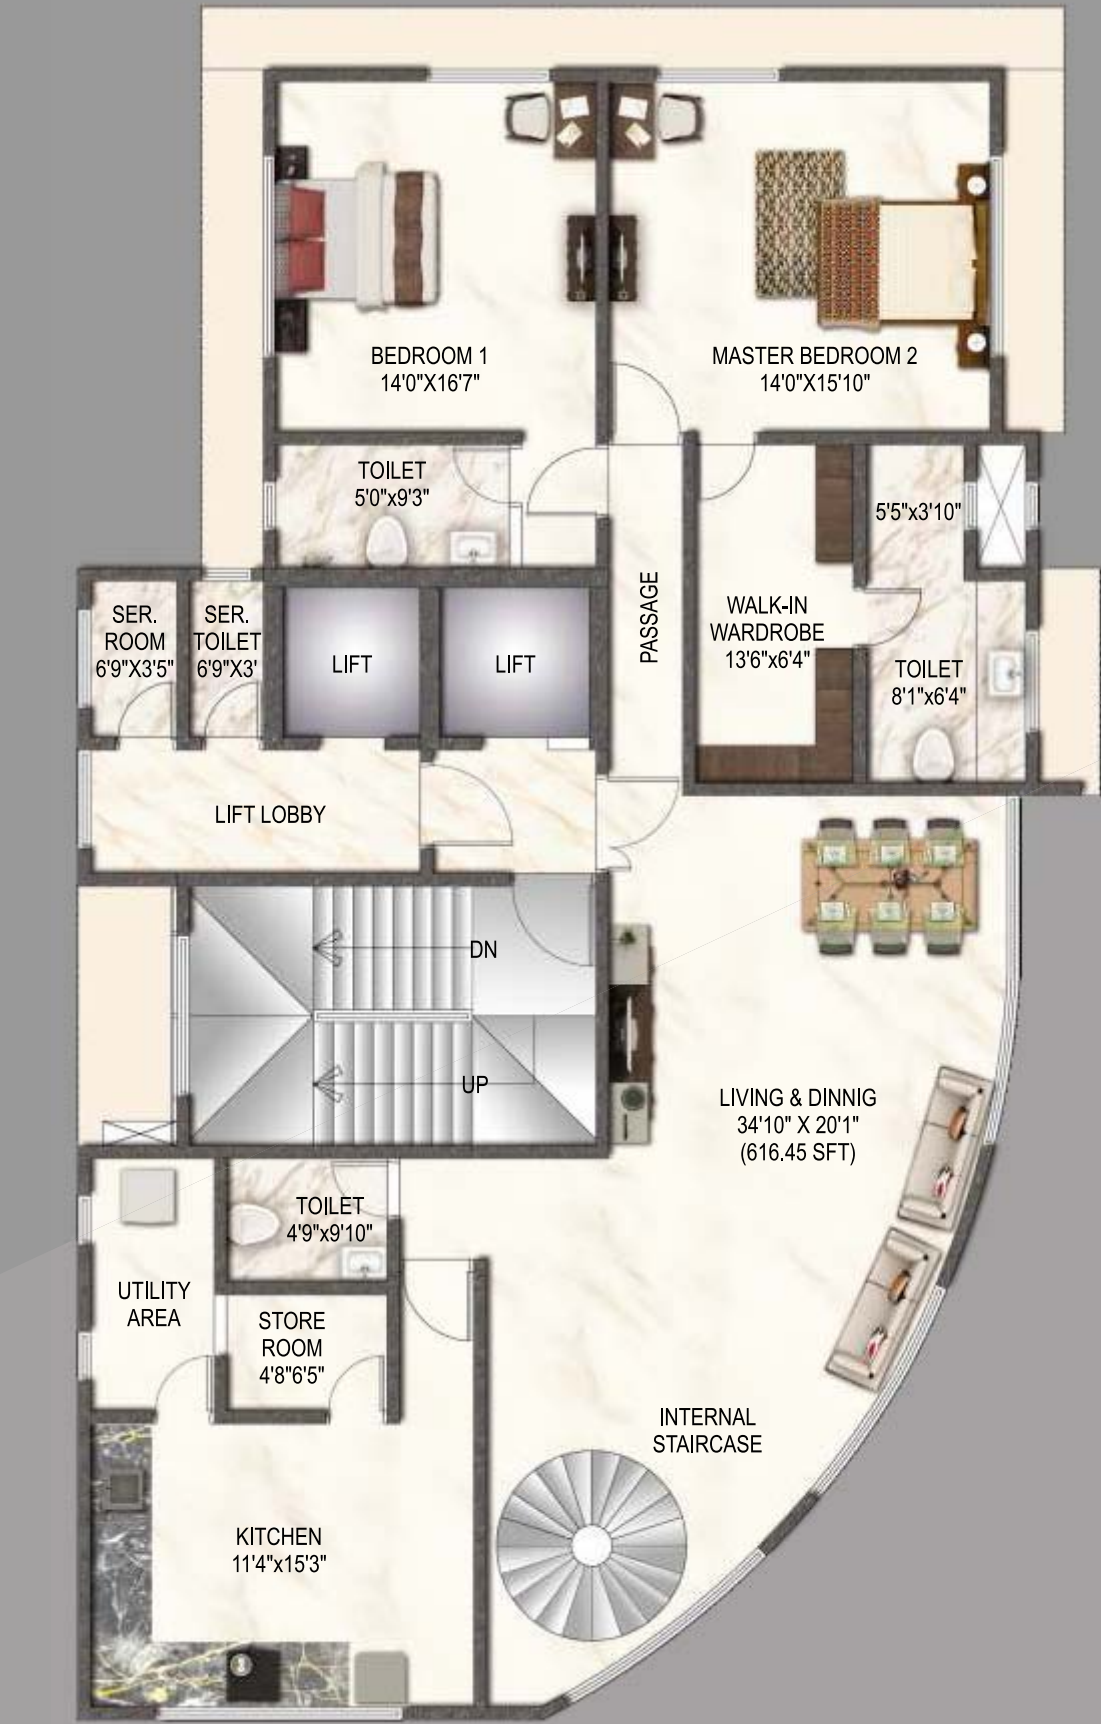 BEDROOM 1
14'0"X16'7"
MASTER BEDROOM 2
14'0"X15'10"
TOILET
5'0"x9'3"
5'5"x3'10"
SER.
ROOM
6'9"X3'5"
SER.
TOILET
6'9"X3'
LIFT
LIFT
PASSAGE
WALK-IN
WARDROBE
13'6"x6'4"
TOILET
8'1"x6'4"
LIFT LOBBY
DN
UP
LIVING & DINNIG
34'10" X 20'1"
(616.45 SFT)
TOILET
4'9"x9'10"
UTILITY
AREA
STORE
ROOM
4'8"6'5"
INTERNAL
STAIRCASE
KITCHEN
11'4"x15'3"